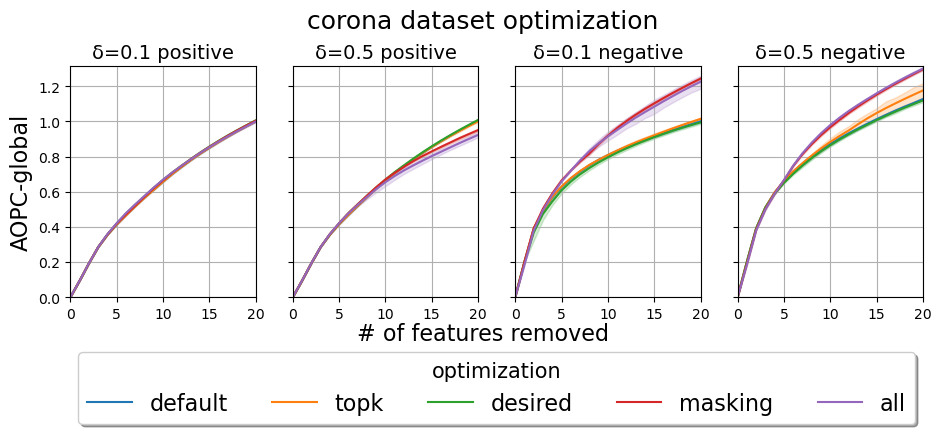 corona dataset optimization
δ=0.1 positive δ=0.5 positive δ=0.1 negative δ=0.5 negative
AOPC-global
1.2
1.0
0.8
0.6
0.4
0.2
0.0
0 5 10 15 20 0 5 10 15 20 0 5 10 15 20 0 5 10 15 20
# of features removed
optimization
default topk desired masking all